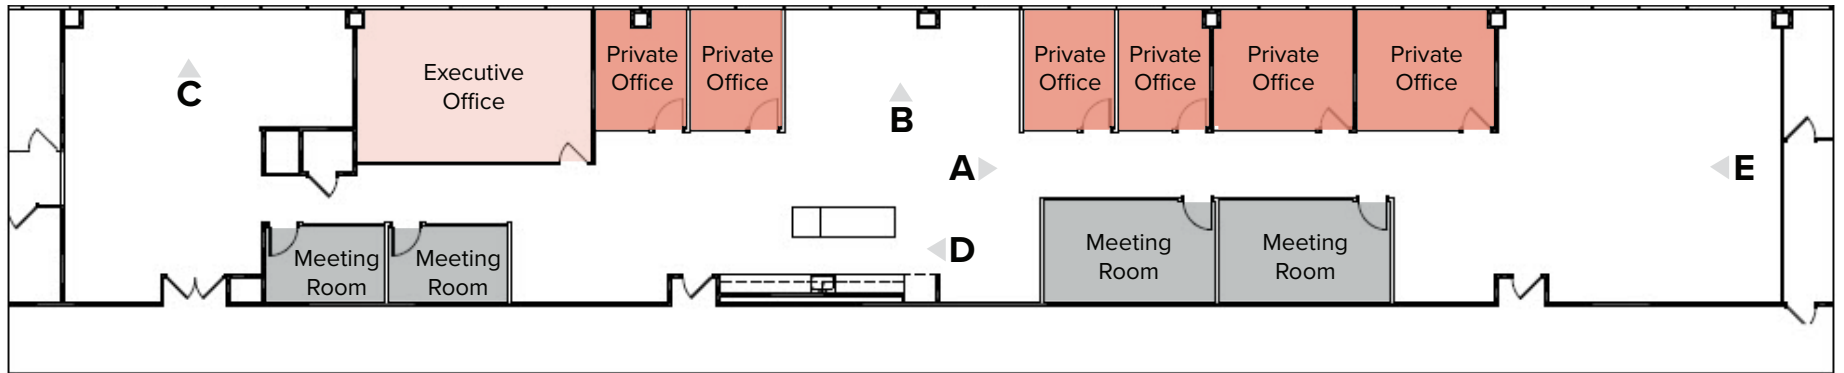 Executive
Office
Private
Office
Private
Office
Private
Office
Private
Office
Private
Office
Private
Office
C
B
A
E
D
Meeting
Room
Meeting
Room
Meeting
Room
Meeting
Room